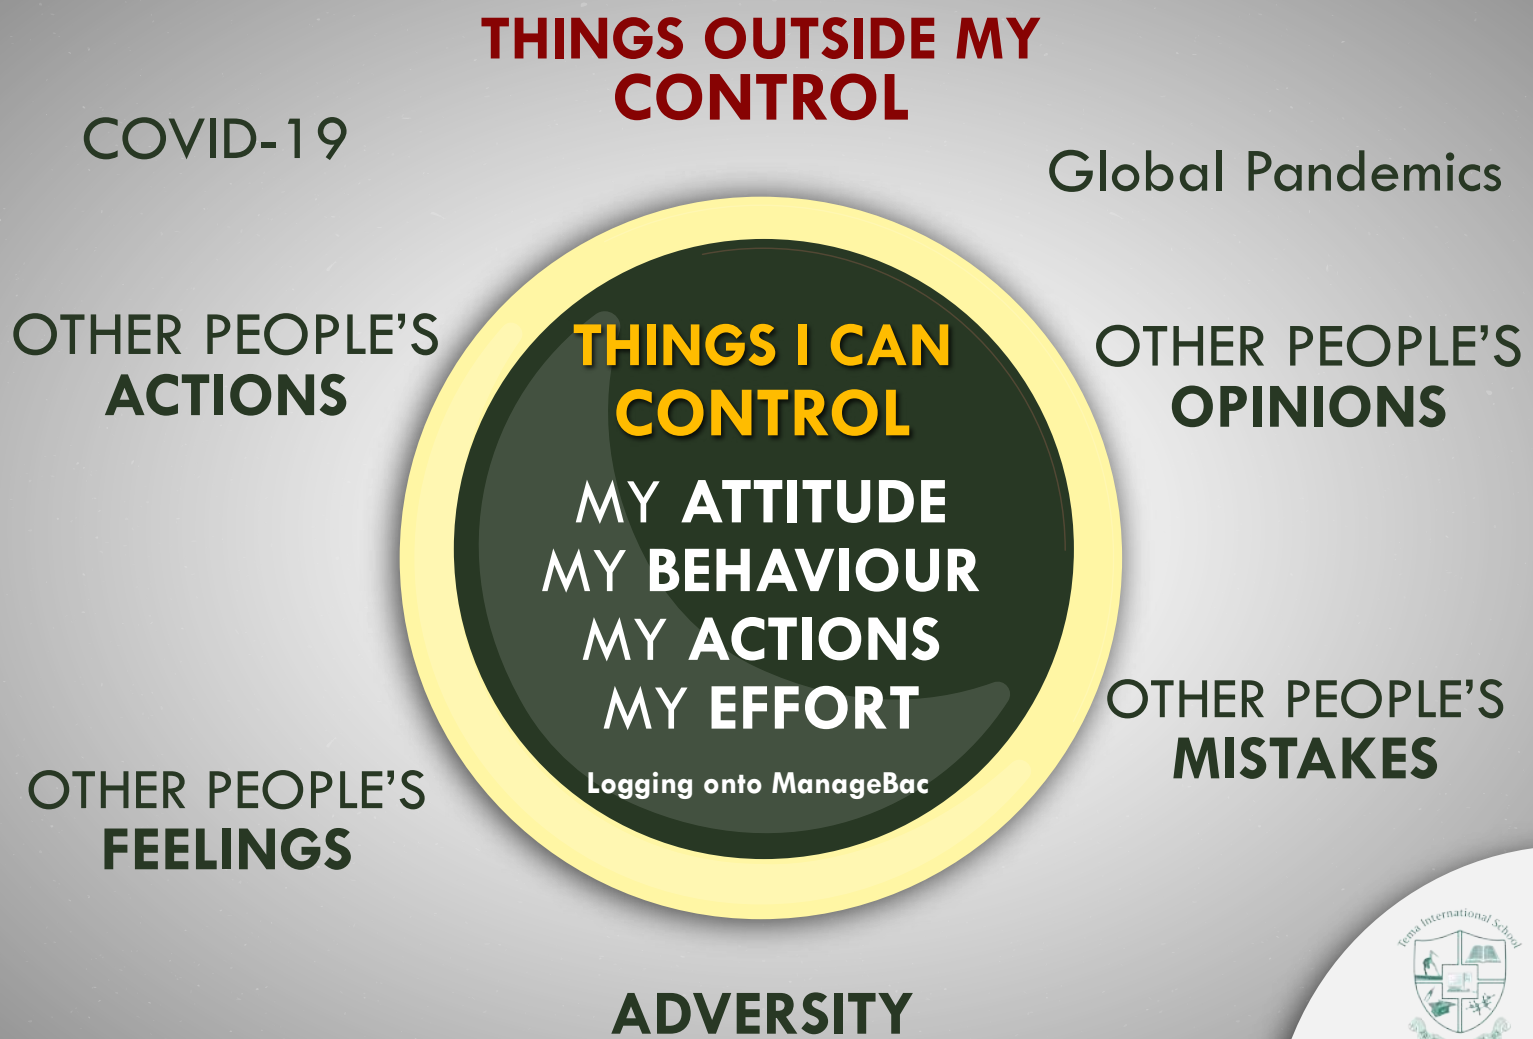 THINGS OUTSIDE MY
CONTROL
COVID-19
Global Pandemics
OTHER PEOPLE’S
ACTIONS
OTHER PEOPLE’S
OPINIONS
THINGS I CAN
CONTROL
MY ATTITUDE
MY BEHAVIOUR
MY ACTIONS
MY EFFORT
Logging onto ManageBac
OTHER PEOPLE’S
MISTAKES
OTHER PEOPLE’S
FEELINGS
ADVERSITY
Tema International School